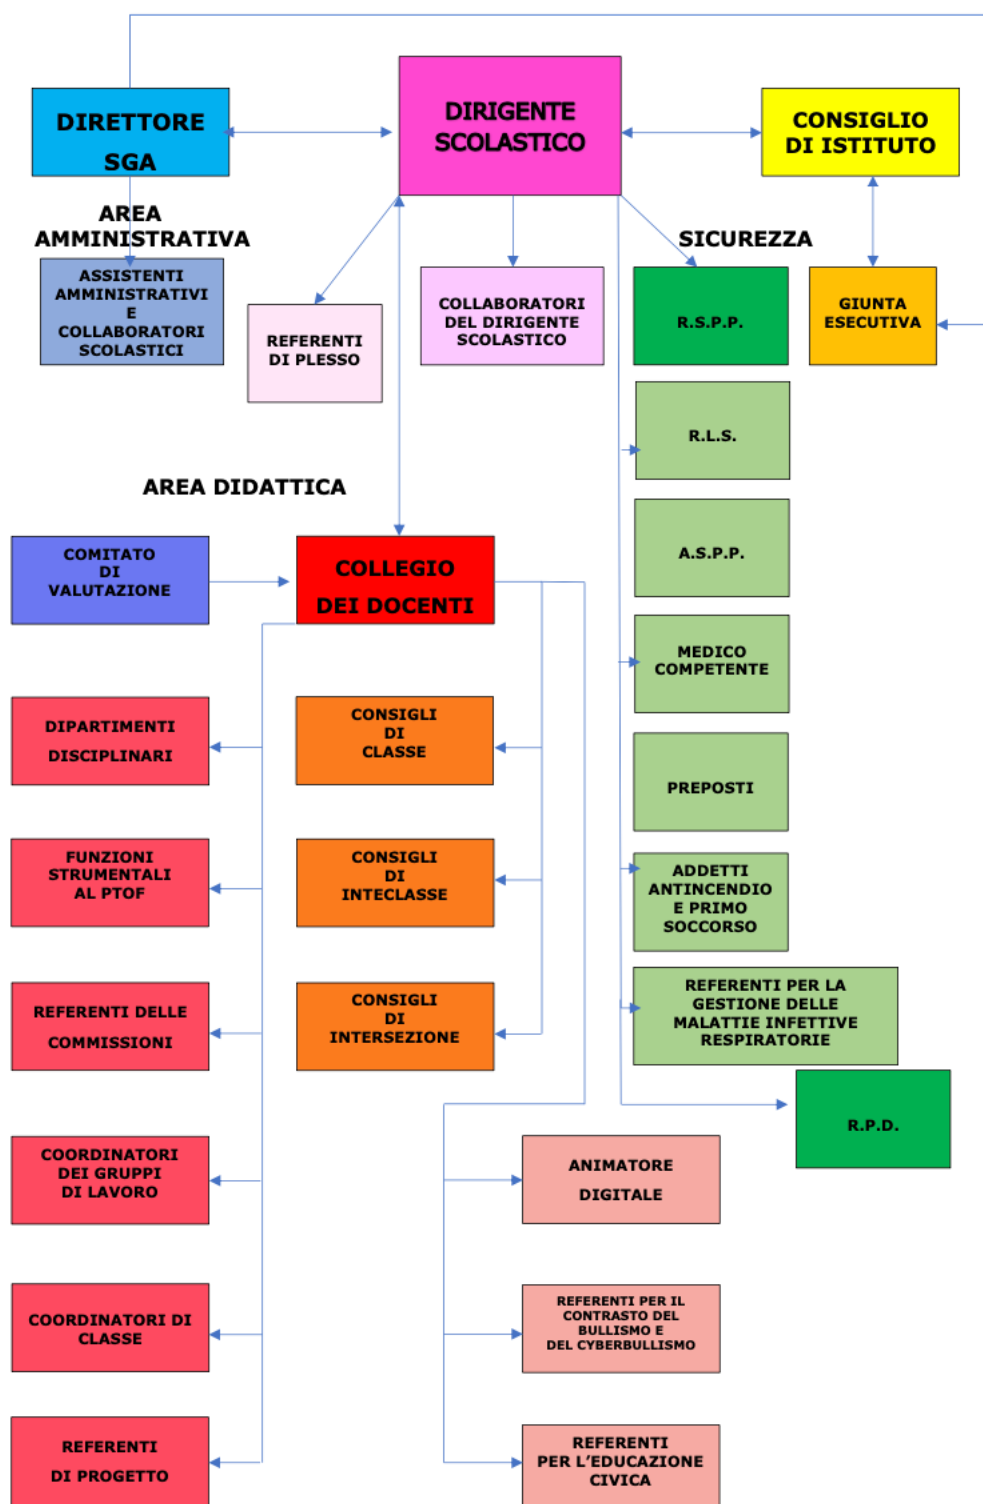 DIRETTORE
SGA
DIRIGENTE
SCOLASTICO
CONSIGLIO
DI ISTITUTO
AREA
AMMINISTRATIVA
SICUREZZA
ASSISTENTI
AMMINISTRATIVI
E
COLLABORATORI
SCOLASTICI
REFERENTI
DI PLESSO
COLLABORATORI
DEL DIRIGENTE
SCOLASTICO
R.S.P.P.
GIUNTA
ESECUTIVA
R.L.S.
AREA DIDATTICA
COMITATO
DI
VALUTAZIONE
COLLEGIO
DEI DOCENTI
A.S.P.P.
MEDICO
COMPETENTE
DIPARTIMENTI
DISCIPLINARI
CONSIGLI
DI
CLASSE
PREPOSTI
FUNZIONI
STRUMENTALI
AL PTOF
CONSIGLI
DI
INTECLASSE
ADDETTI
ANTINCENDIO
E PRIMO
SOCCORSO
REFERENTI DELLE
COMMISSIONI
CONSIGLI
DI
INTERSEZIONE
REFERENTI PER LA
GESTIONE DELLE
MALATTIE INFETTIVE
RESPIRATORIE
R.P.D.
COORDINATORI
DEI GRUPPI
DI LAVORO
ANIMATORE
DIGITALE
COORDINATORI DI
CLASSE
REFERENTI PER IL
CONTRASTO DEL
BULLISMO E
DEL CYBERBULLISMO
REFERENTI
DI PROGETTO
REFERENTI
PER L'EDUCAZIONE
CIVICA